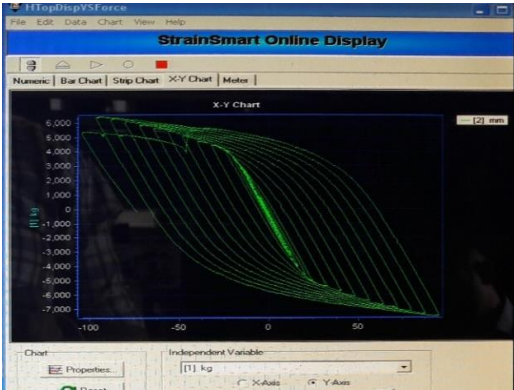 HTopDispVSForce
File Edit Data Chart View Help
StrainSmart Online Display
Numeric Bar Chart Strip Chart X-Y Chart Meter
X-Y Chart
[2] mm
6,000
5,000
4,000
3,000
2,000
1,000
0
-1,000
-2,000
-3,000
-4,000
-5,000
-6,000
-7,000
[1] kg
-100 -50 0 50
Chart
Independent Variable
Properties...
[1] kg
X-Axis Y-Axis
Reset